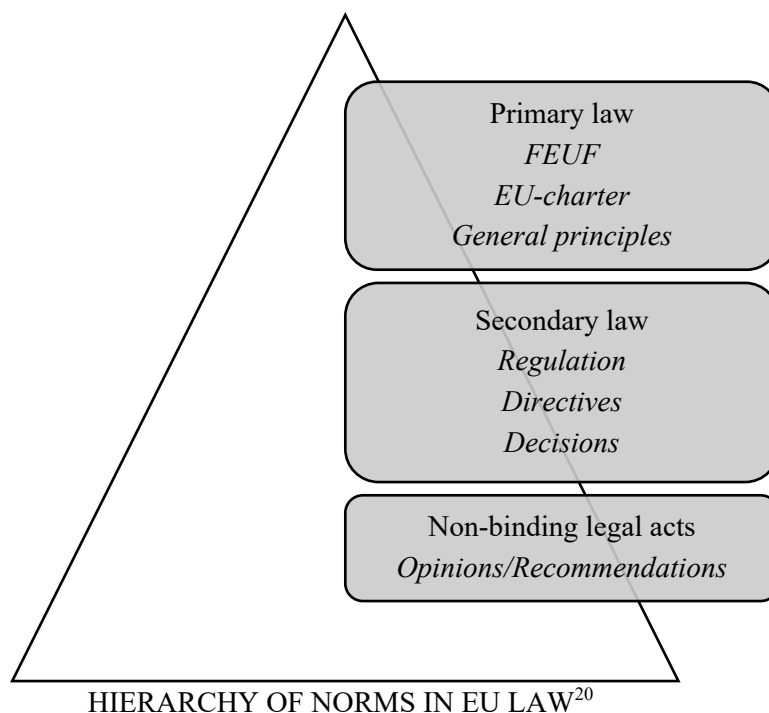 Primary law
FEUF
EU-charter
General principles
Secondary law
Regulation
Directives
Decisions
Non-binding legal acts
Opinions/Recommendations
HIERARCHY OF NORMS IN EU LAW20